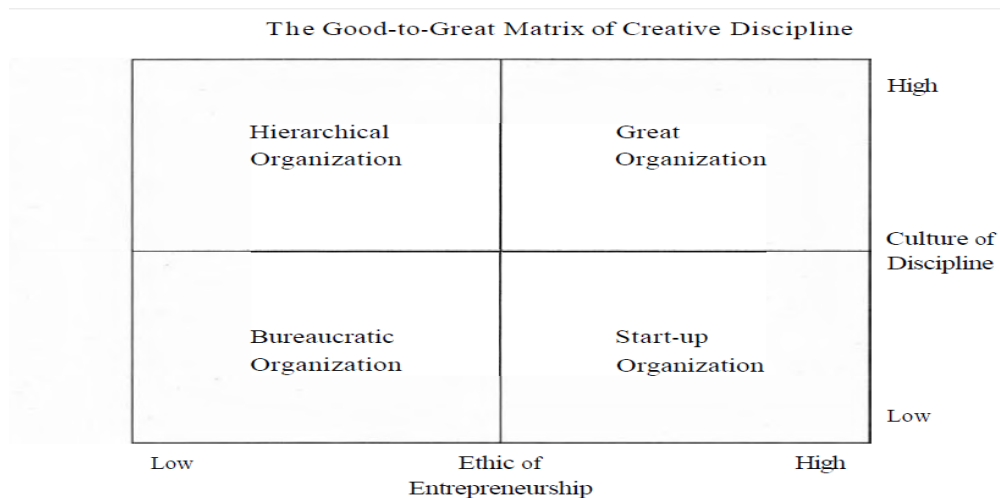 The Good-to-Great Matrix of Creative Discipline
High
Hierarchical
Organization
Great
Organization
Culture of
Discipline
Bureaucratic
Organization
Start-up
Organization
Low
Low
Ethic of
Entrepreneurship
High